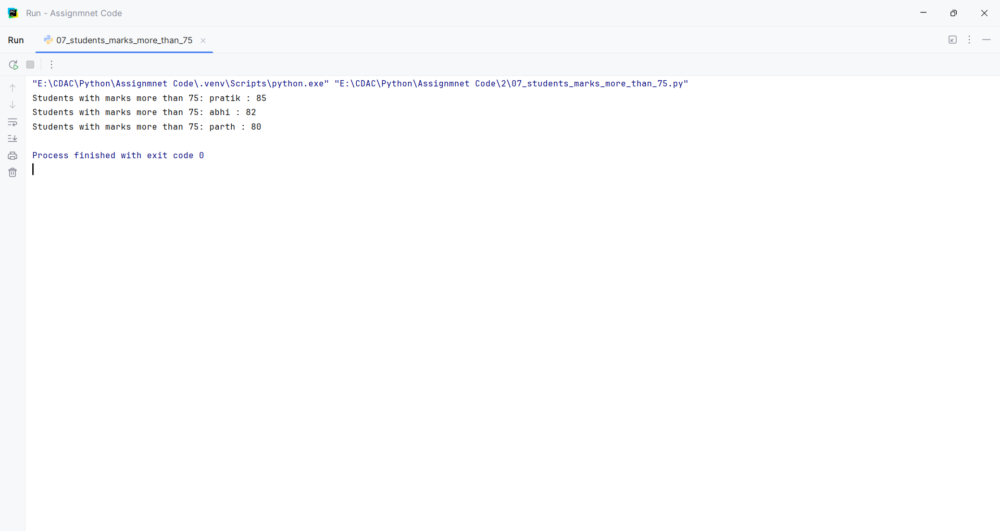 Run - Assignmnet Code
Run 07_students_marks_more_than_75
"E:\CDAC\Python\Assignmnet Code\.venv\Scripts\python.exe" "E:\CDAC\Python\Assignmnet Code\2\07_students_marks_more_than_75.py"
Students with marks more than 75: pratik : 85
Students with marks more than 75: abhi : 82
Students with marks more than 75: parth : 80
Process finished with exit code 0